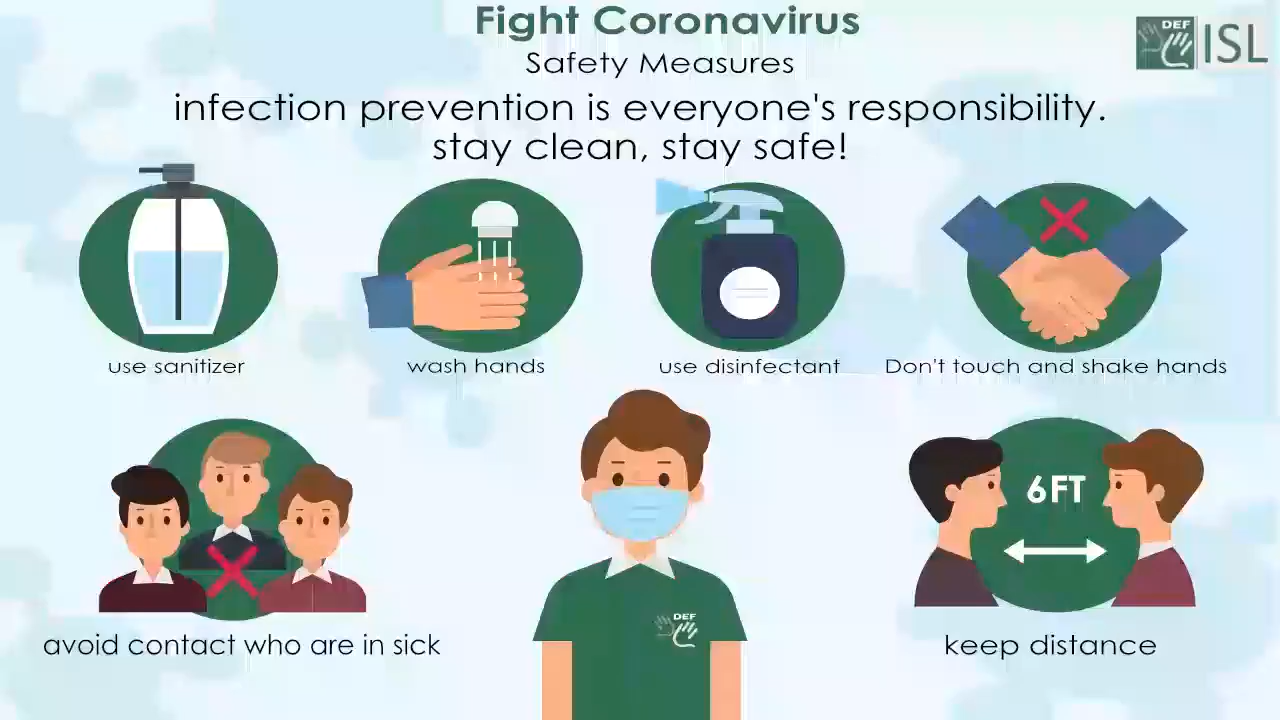 Fight Coronavirus
DEF
ISL
Safety Measures
infection prevention is everyone's responsibility.
stay clean, stay safe!
use sanitizer
wash hands
use disinfectant
Don't touch and shake hands
6FT
DEF
avoid contact who are in sick
keep distance